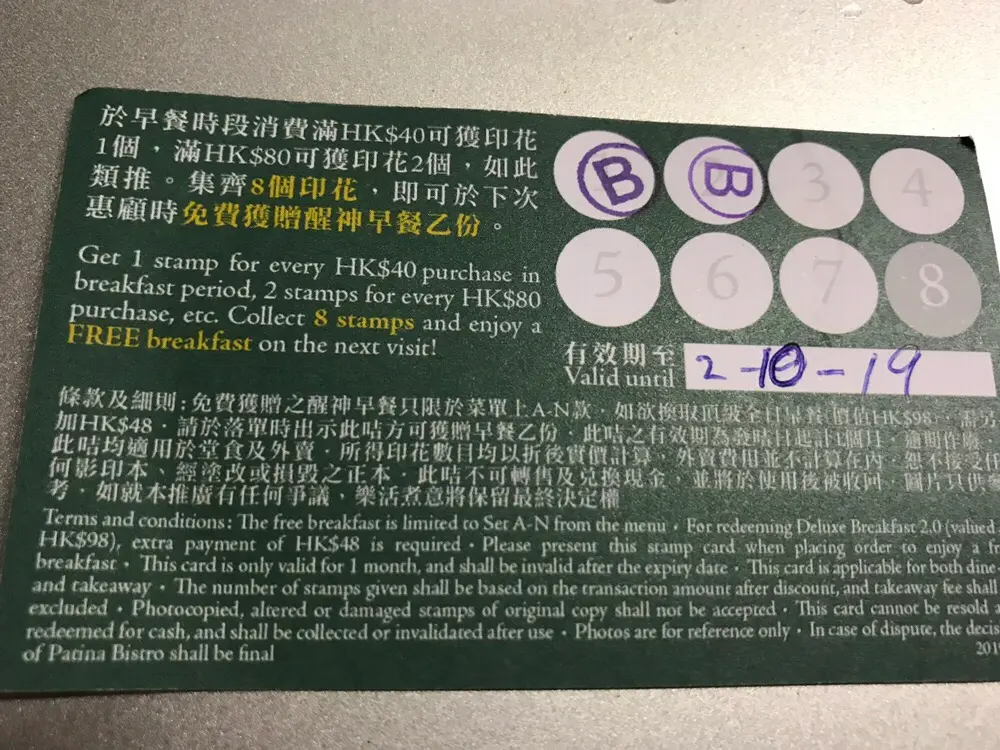 於早餐時段消費滿HK$40可獲印花
1個，滿HK$80可獲印花2個，如此
類推。集齊8個印花，即可於下次
惠顧時免費獲贈醒神早餐乙份。
Get 1 stamp for every HK$40 purchase in
breakfast period, 2 stamps for every HK$80
purchase, etc. Collect 8 stamps and enjoy a
FREE breakfast on the next visit!
B B 3 4
5 6 7 8
有效期至
Valid until 2-10-19
條款及細則:免費獲贈之醒神早餐只限於菜單上A-N款．如欲換取頂級全日早餐(價值HK$98)．需另
加HK$48．請於落單時出示此咭方可獲贈早餐乙份．此咭之有效期為發咭日起計1個月．逾期作廢
此咭均適用於堂食及外賣．所得印花數目均以折後實價計算．外賣費用並不計算在內．恕不接受任
何影印本、經塗改或損毀之正本．此咭不可轉售及兌換現金，並將於使用後被收回．圖片只供參
考．如就本推廣有任何爭議，樂活煮意將保留最終決定權
Terms and conditions: The free breakfast is limited to Set A-N from the menu • For redeeming Deluxe Breakfast 2.0 (valued
HK$98), extra payment of HK$48 is required • Please present this stamp card when placing order to enjoy a fr
breakfast • This card is only valid for 1 month, and shall be invalid after the expiry date • This card is applicable for both dine-
and takeaway • The number of stamps given shall be based on the transaction amount after discount, and takeaway fee shall
excluded • Photocopied, altered or damaged stamps of original copy shall not be accepted • This card cannot be resold a
redeemed for cash, and shall be collected or invalidated after use • Photos are for reference only • In case of dispute, the decis
of Patina Bistro shall be final
201